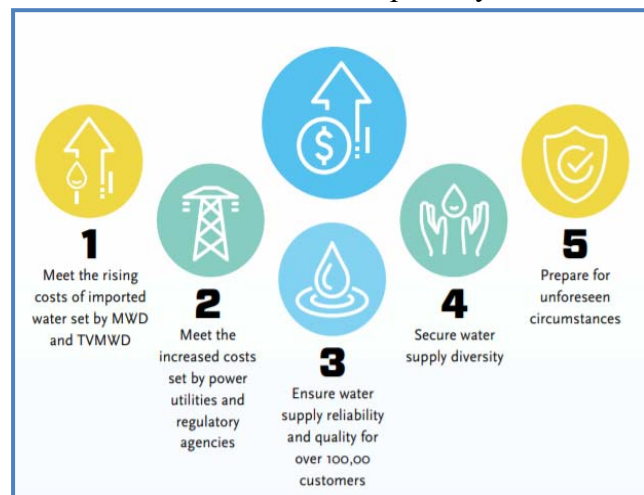 $
1
Meet the rising
costs of imported
water set by MWD
and TVMWD
2
Meet the
increased costs
set by power
utilities and
regulatory
agencies
3
Ensure water
supply reliability
and quality for
over 100,00
customers
4
Secure water
supply diversity
5
Prepare for
unforeseen
circumstances